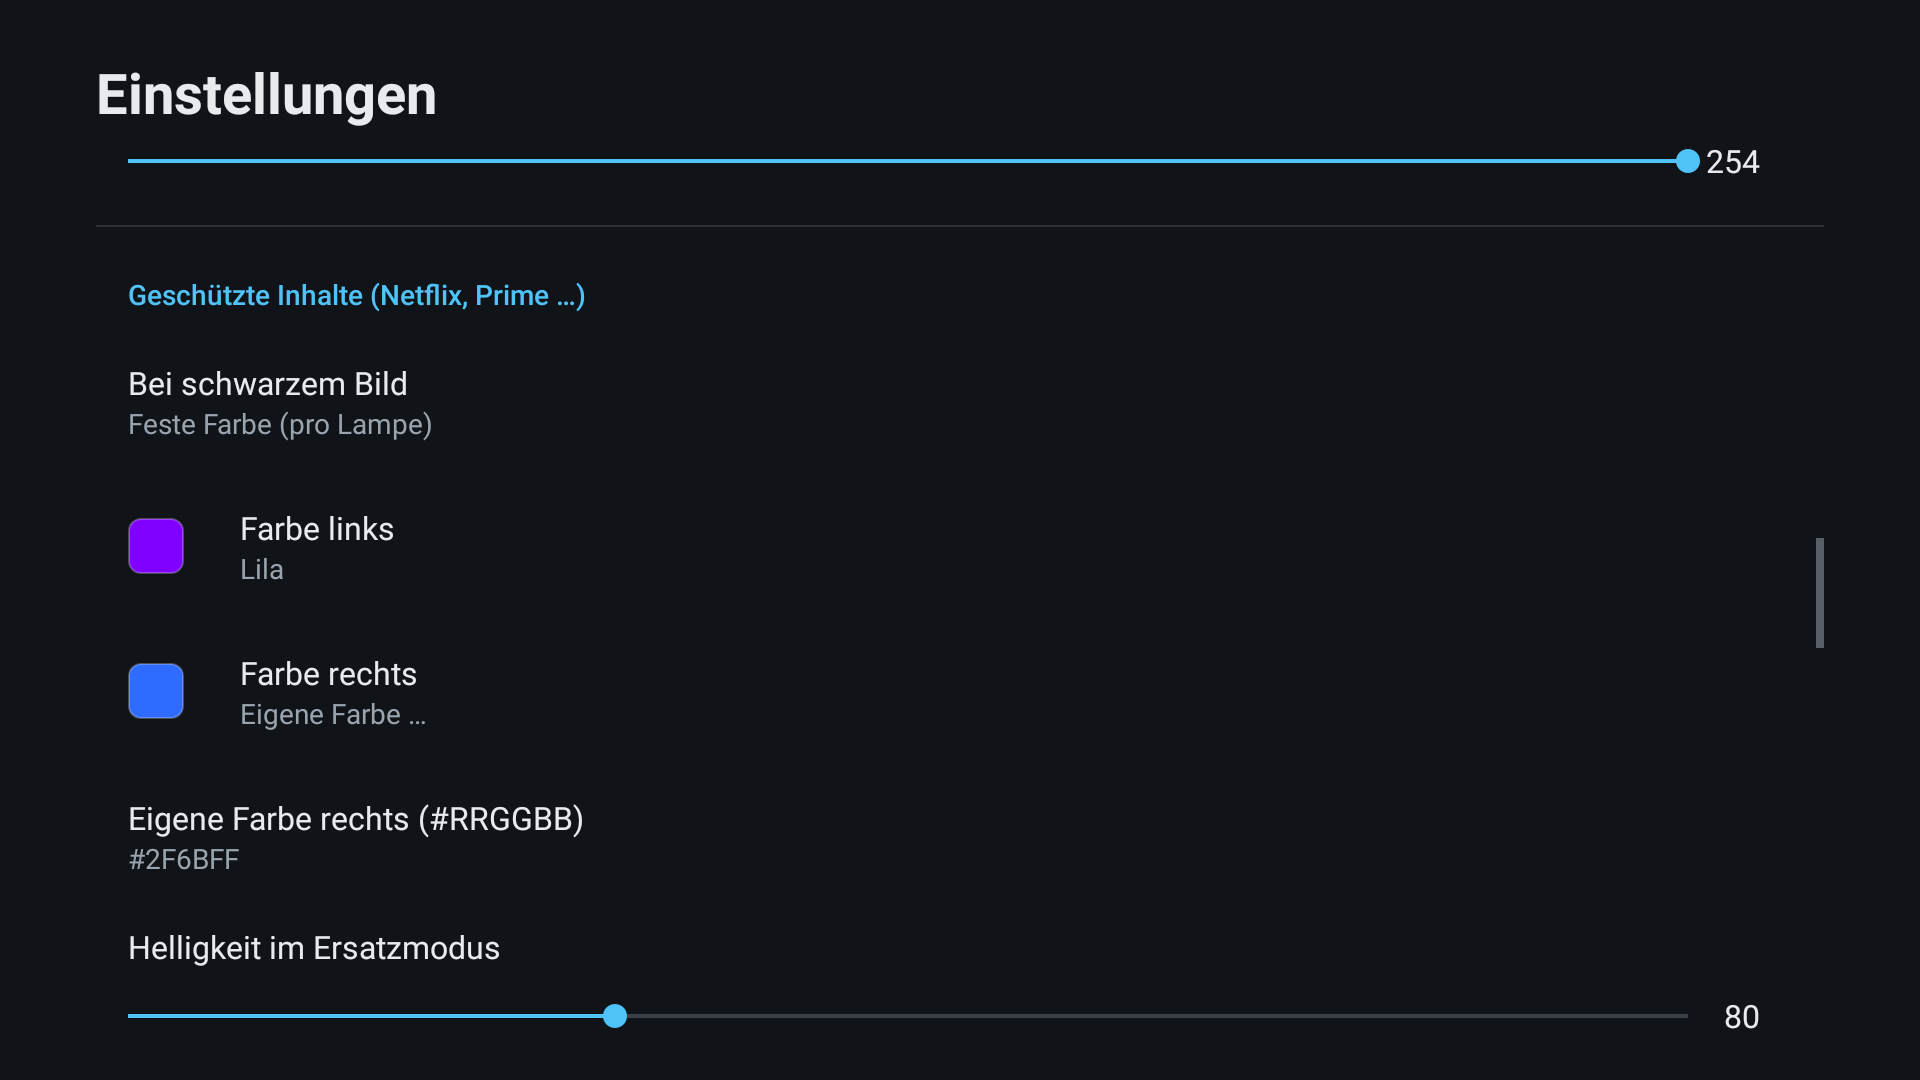 Einstellungen
254
Geschützte Inhalte (Netflix, Prime …)
Bei schwarzem Bild
Feste Farbe (pro Lampe)
Farbe links
Lila
Farbe rechts
Eigene Farbe …
Eigene Farbe rechts (#RRGGBB)
#2F6BFF
Helligkeit im Ersatzmodus
80